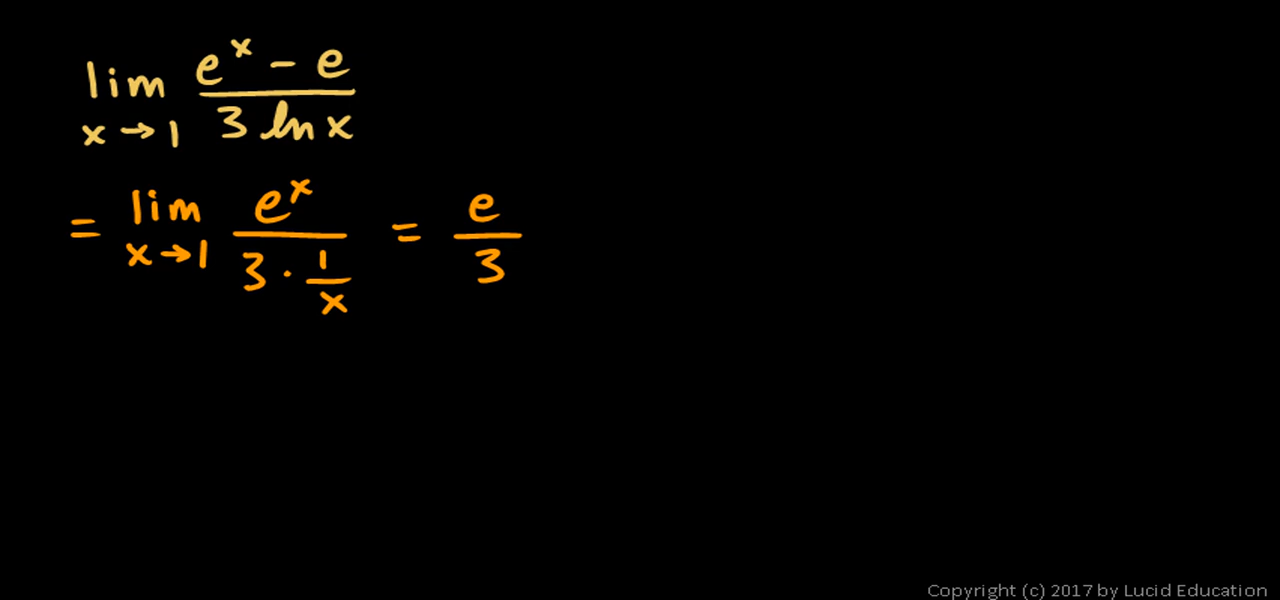 lim x→1 (e^x - e)/(3 ln x)
= lim x→1 e^x/(3 · 1/x) = e/3
Copyright (c) 2017 by Lucid Education